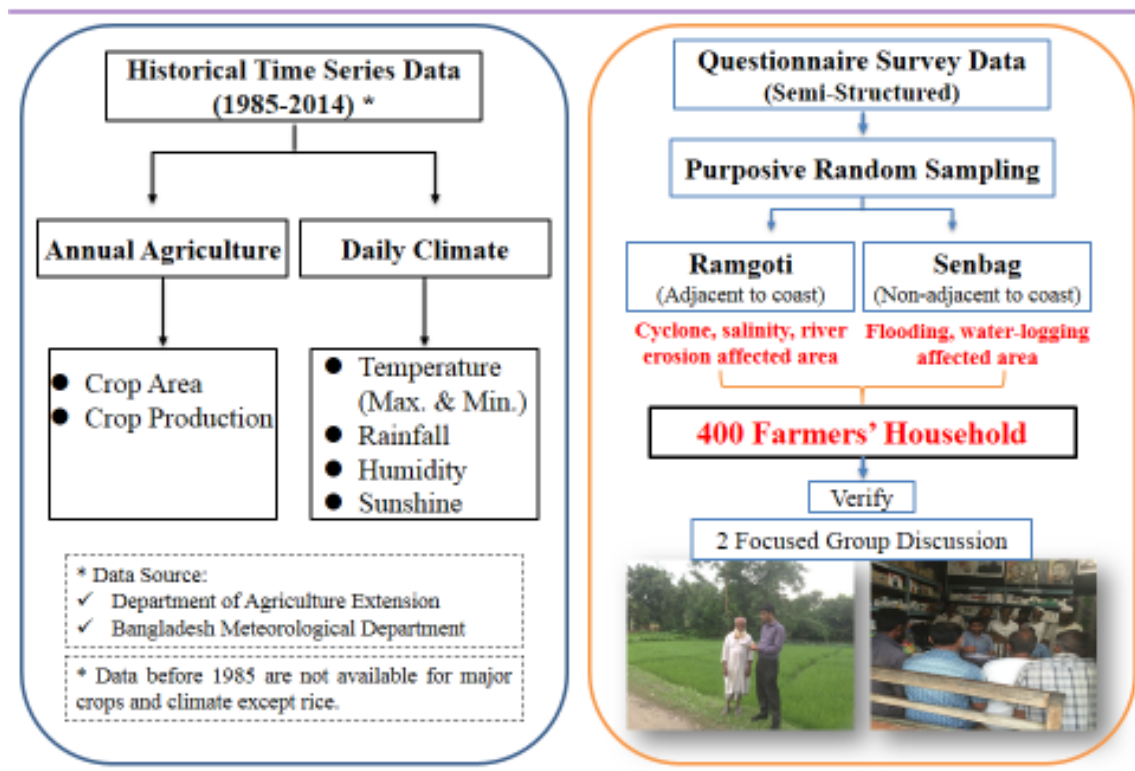 Historical Time Series Data
(1985-2014) *
Annual Agriculture
Daily Climate
● Crop Area
● Crop Production
● Temperature
(Max. & Min.)
● Rainfall
● Humidity
● Sunshine
* Data Source:
✓ Department of Agriculture Extension
✓ Bangladesh Meteorological Department
* Data before 1985 are not available for major
crops and climate except rice.
Questionnaire Survey Data
(Semi-Structured)
Purposive Random Sampling
Ramgoti
(Adjacent to coast)
Senbag
(Non-adjacent to coast)
Cyclone, salinity, river
erosion affected area
Flooding, water-logging
affected area
400 Farmers’ Household
Verify
2 Focused Group Discussion